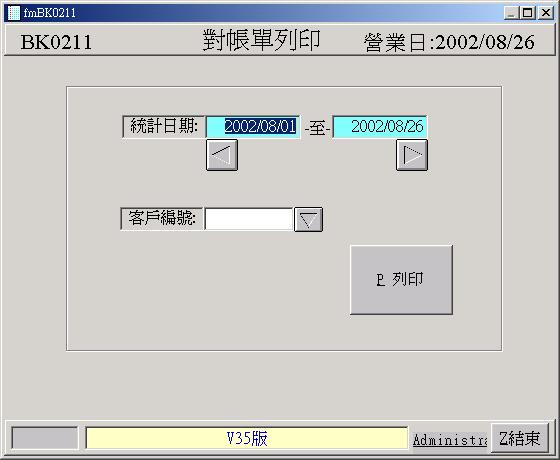 fmBK0211
BK0211 對帳單列印 營業日:2002/08/26
統計日期: 2002/08/01 -至- 2002/08/26
客戶編號:
P 列印
V35版 Administra Z結束